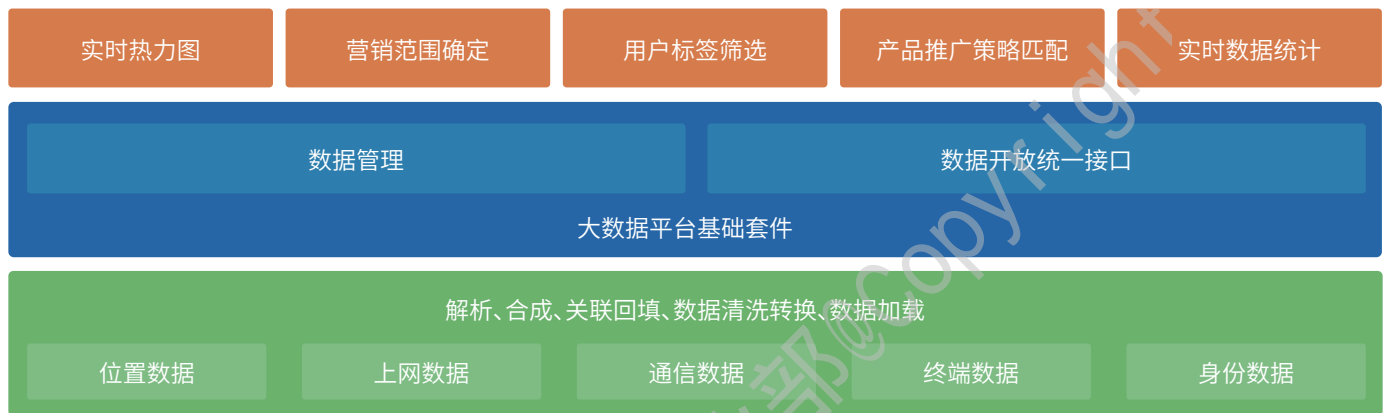 实时热力图 营销范围确定 用户标签筛选 产品推广策略匹配 实时数据统计
数据管理 数据开放统一接口
大数据平台基础套件
解析、合成、关联回填、数据清洗转换、数据加载
位置数据 上网数据 通信数据 终端数据 身份数据
部@Copyright